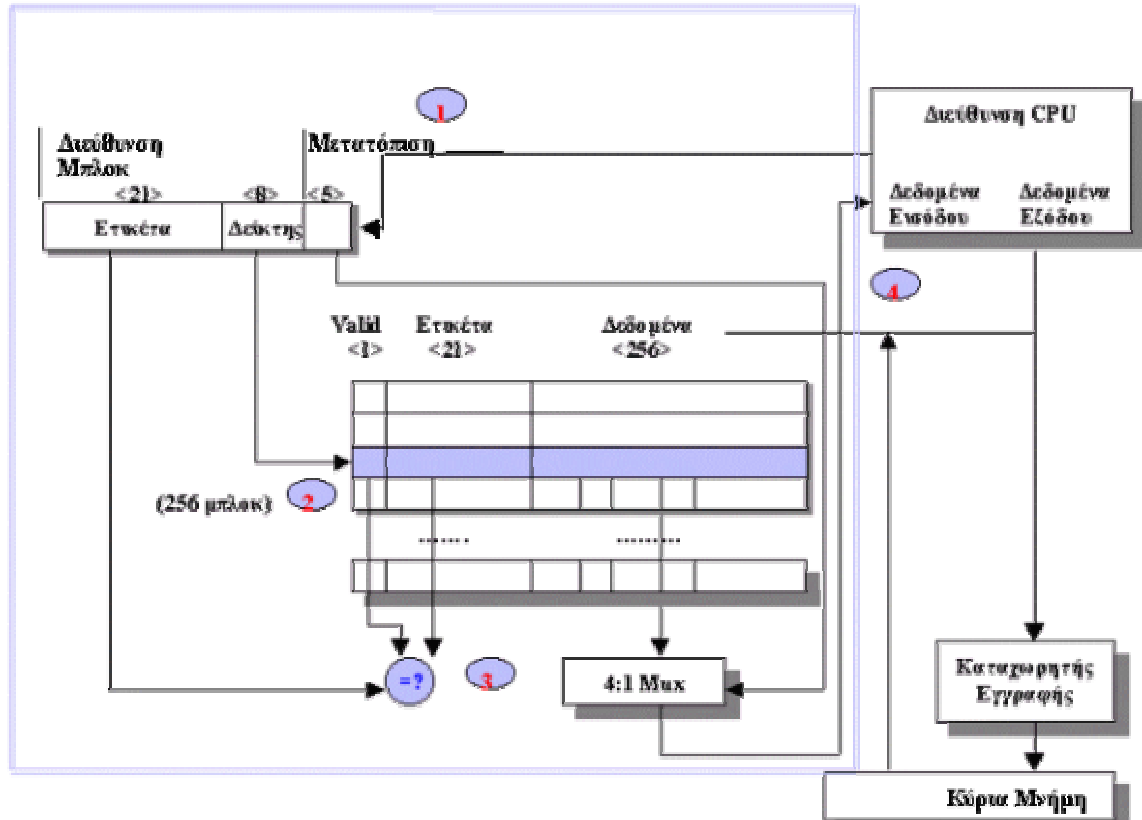 1
Διεύθυνση CPU
Διεύθυνση
Μπλοκ
Μετατόπιση
<21>
<8>
<5>
Δεδομένα
Εισόδου
Δεδομένα
Εξόδου
Ετικέτα
Δείκτης
4
Valid
<1>
Ετικέτα
<21>
Δεδομένα
<256>
(256 μπλοκ)
2
.......
.........
=?
3
4:1 Mux
Καταχωρητής
Εγγραφής
Κύρια Μνήμη